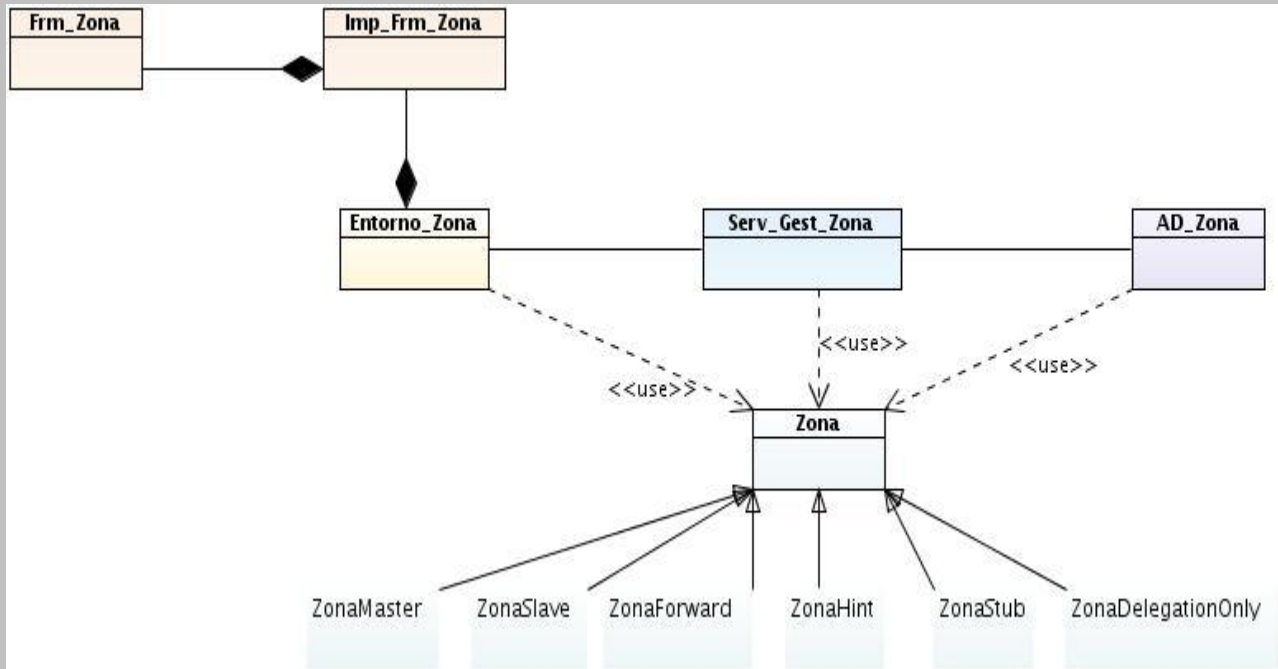 Frm_Zona
Imp_Frm_Zona
Entorno_Zona
Serv_Gest_Zona
AD_Zona
<<use>>
<<use>>
<<use>>
Zona
ZonaMaster
ZonaSlave
ZonaForward
ZonaHint
ZonaStub
ZonaDelegationOnly